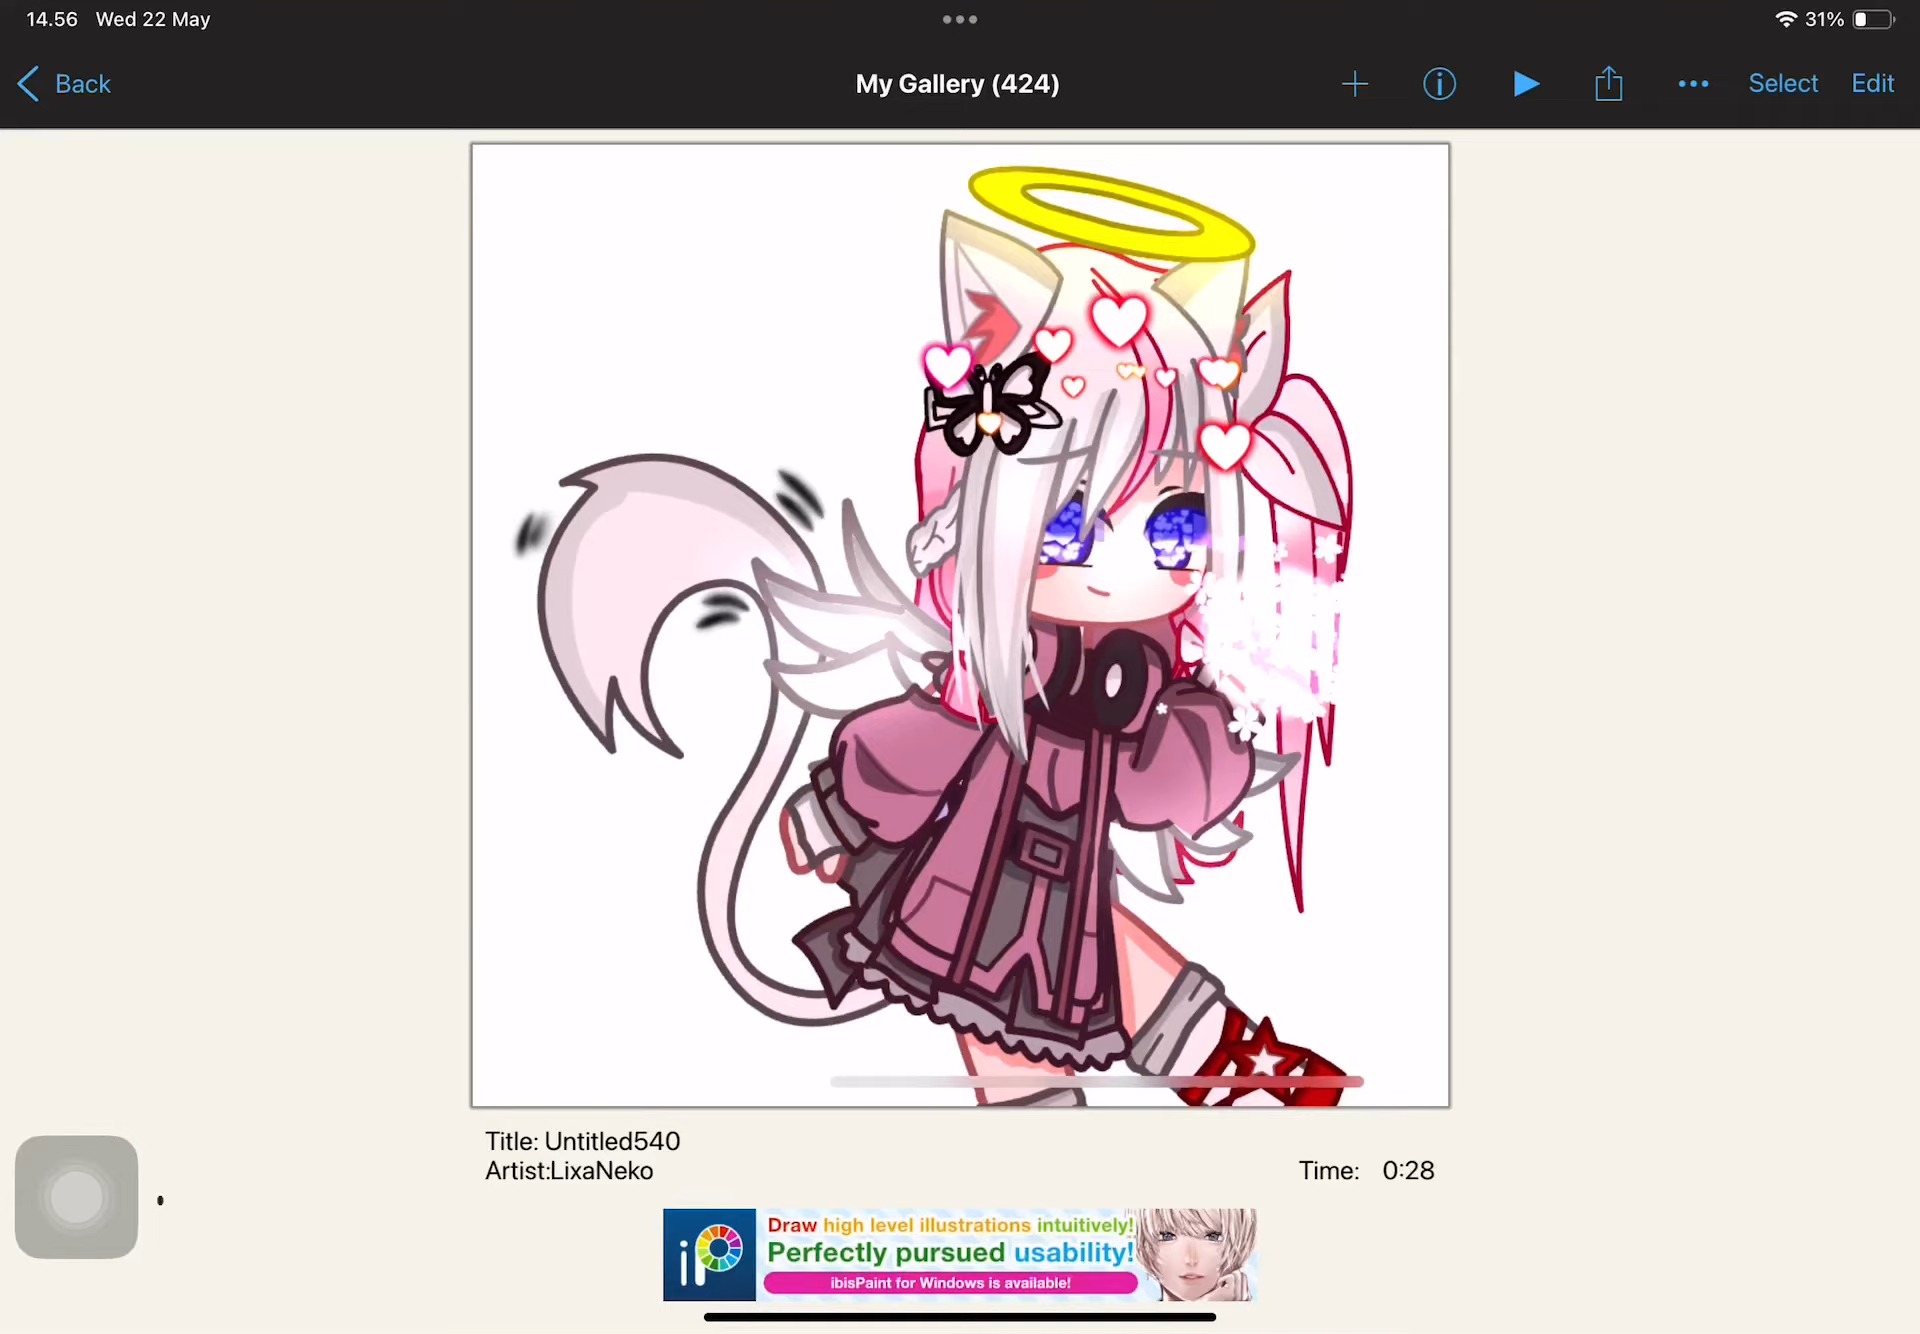 14.56 Wed 22 May
31%
Back
My Gallery (424)
Select
Edit
Title: Untitled540
Artist:LixaNeko
Time: 0:28
Draw high level illustrations intuitively!
iP
Perfectly pursued usability!
ibisPaint for Windows is available!